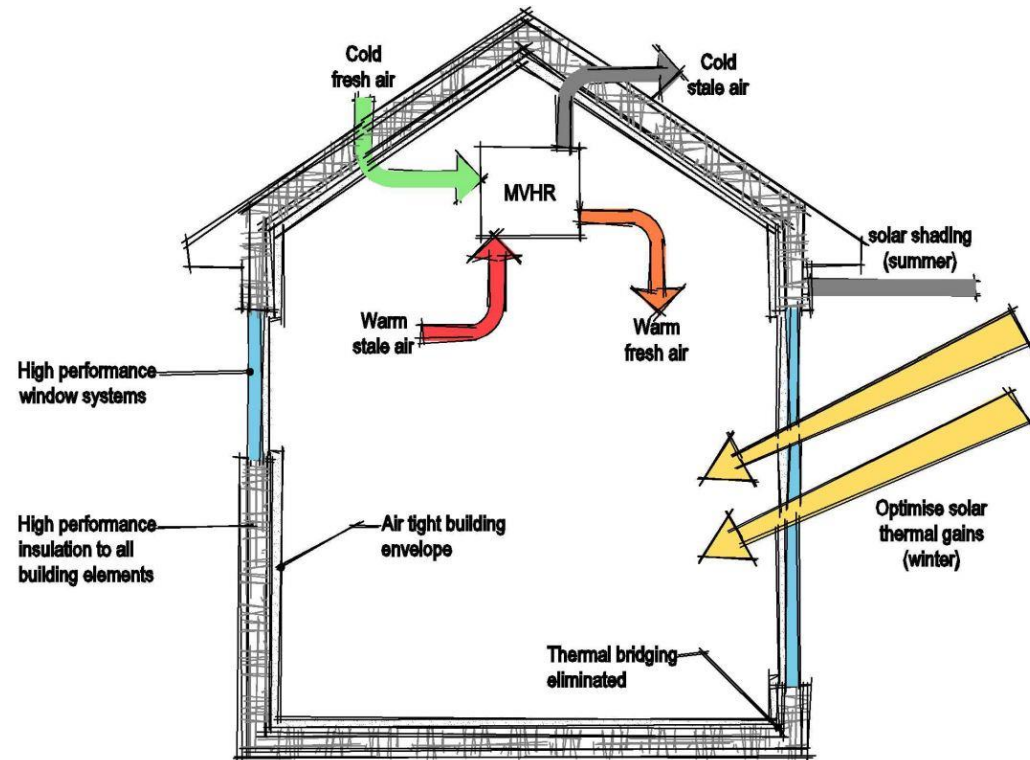 Cold
fresh air
Cold
stale air
MVHR
solar shading
(summer)
Warm
stale air
Warm
fresh air
High performance
window systems
High performance
insulation to all
building elements
Air tight building
envelope
Optimise solar
thermal gains
(winter)
Thermal bridging
eliminated